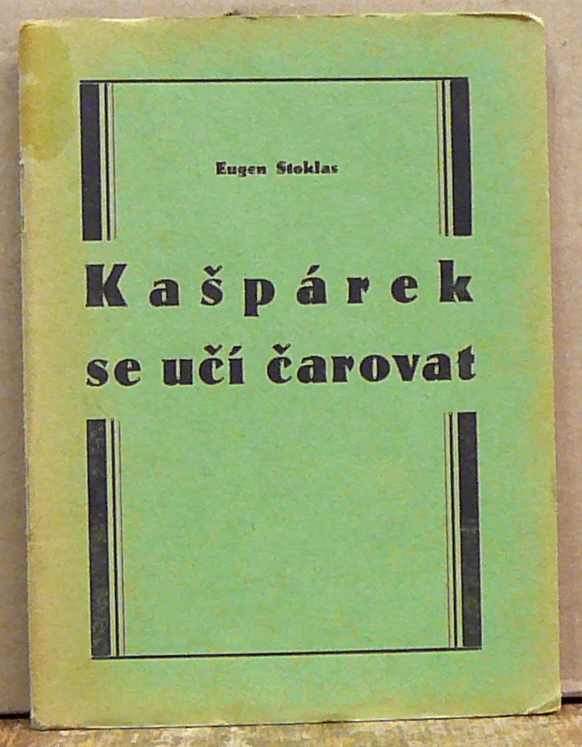 Eugen Stoklas
Kašpárek
se učí čarovat